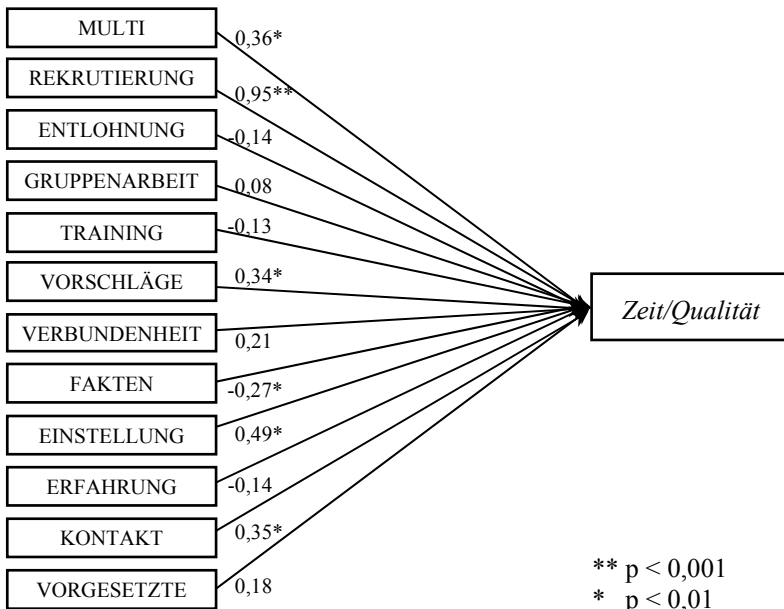 MULTI
0,36*
REKRUTIERUNG
0,95**
ENTLOHNUNG
-0,14
GRUPPENARBEIT
0,08
TRAINING
-0,13
VORSCHLÄGE
0,34*
VERBUNDENHEIT
0,21
FAKTEN
-0,27*
EINSTELLUNG
0,49*
ERFAHRUNG
-0,14
KONTAKT
0,35*
VORGESETZTE
0,18
Zeit/Qualität
** p < 0,001
* p < 0,01